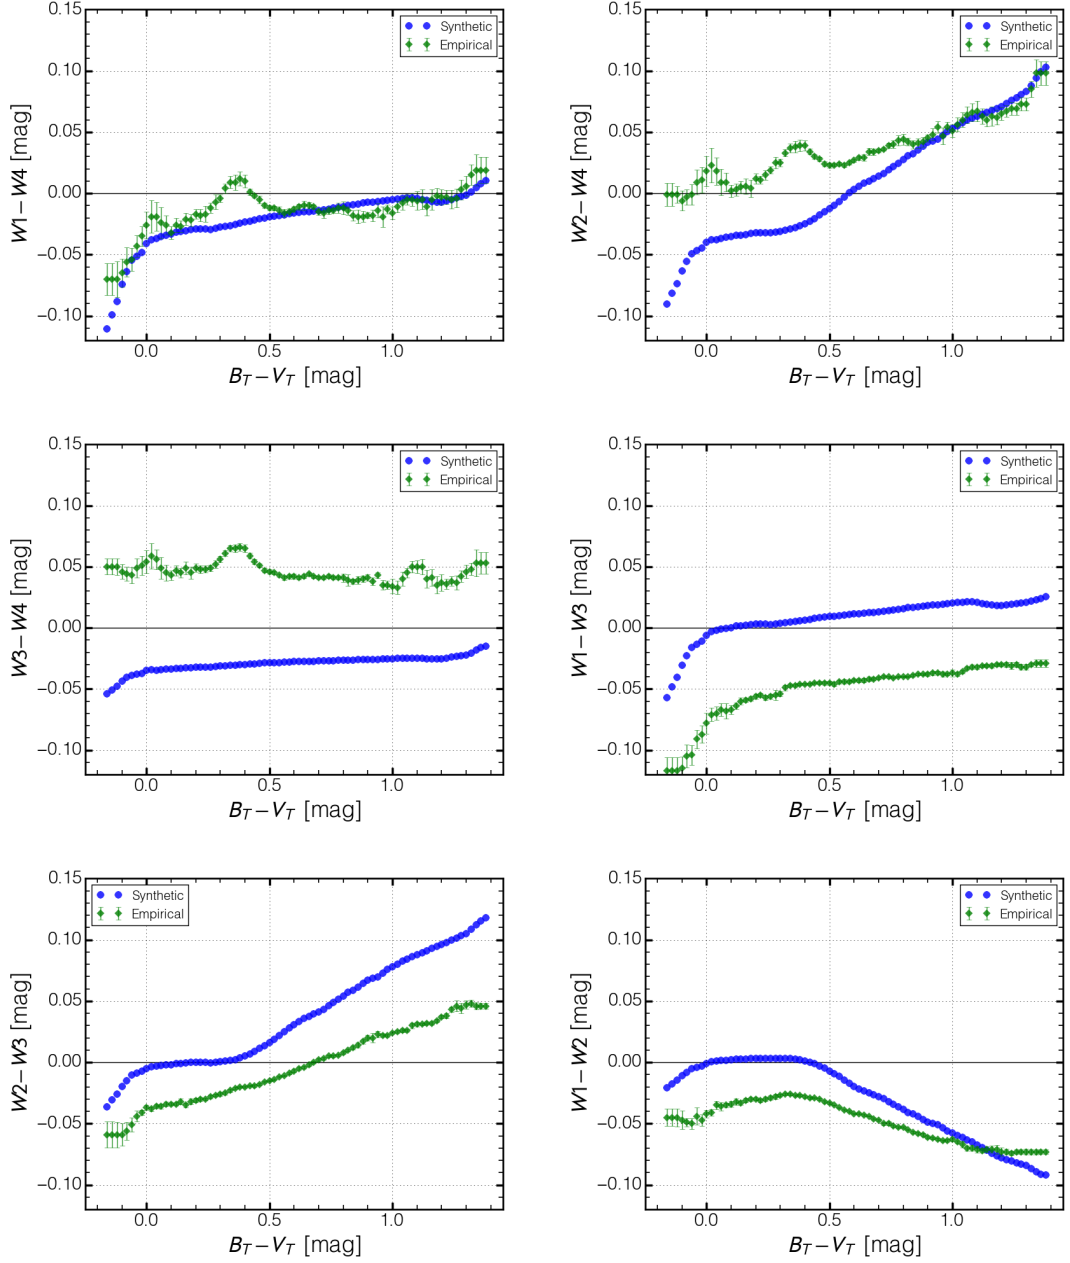 0.15
0.10
0.05
0.00
−0.05
−0.10
W1−W4 [mag]
Synthetic
Empirical
0.0 0.5 1.0
B_T−V_T [mag]
0.15
0.10
0.05
0.00
−0.05
−0.10
W2−W4 [mag]
Synthetic
Empirical
0.0 0.5 1.0
B_T−V_T [mag]
0.15
0.10
0.05
0.00
−0.05
−0.10
W3−W4 [mag]
Synthetic
Empirical
0.0 0.5 1.0
B_T−V_T [mag]
0.15
0.10
0.05
0.00
−0.05
−0.10
W1−W3 [mag]
Synthetic
Empirical
0.0 0.5 1.0
B_T−V_T [mag]
0.15
0.10
0.05
0.00
−0.05
−0.10
W2−W3 [mag]
Synthetic
Empirical
0.0 0.5 1.0
B_T−V_T [mag]
0.15
0.10
0.05
0.00
−0.05
−0.10
W1−W2 [mag]
Synthetic
Empirical
0.0 0.5 1.0
B_T−V_T [mag]